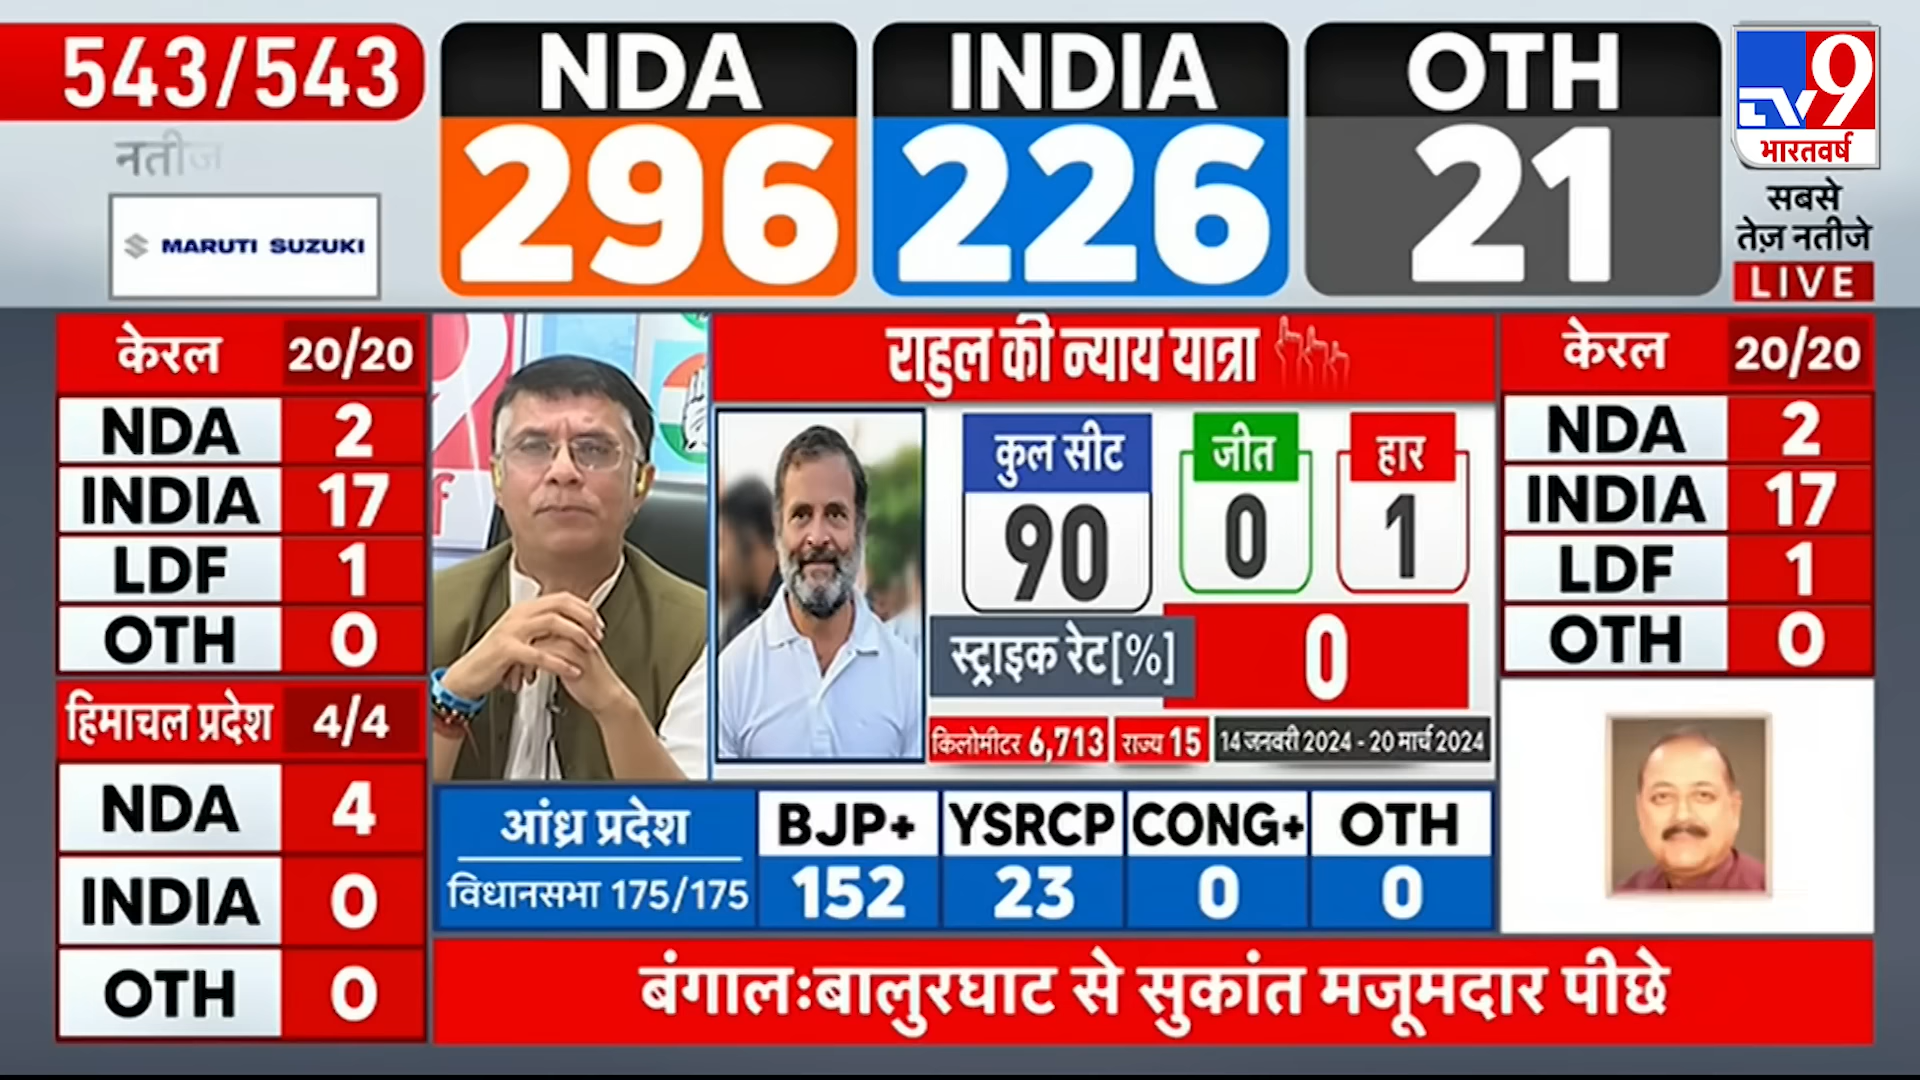 543/543
NDA
INDIA
OTH
296
226
21
TV9
भारतवर्ष
नतीज
MARUTI SUZUKI
सबसे
तेज़ नतीजे
LIVE
केरल 20/20
NDA 2
INDIA 17
LDF 1
OTH 0
हिमाचल प्रदेश 4/4
NDA 4
INDIA 0
OTH 0
राहुल की न्याय यात्रा
कुल सीट
90
जीत
0
हार
1
स्ट्राइक रेट[%] 0
किलोमीटर 6,713 राज्य 15 14 जनवरी 2024 - 20 मार्च 2024
आंध्र प्रदेश
विधानसभा 175/175
BJP+ YSRCP CONG+ OTH
152 23 0 0
केरल 20/20
NDA 2
INDIA 17
LDF 1
OTH 0
बंगालःबालुरघाट से सुकांत मजूमदार पीछे